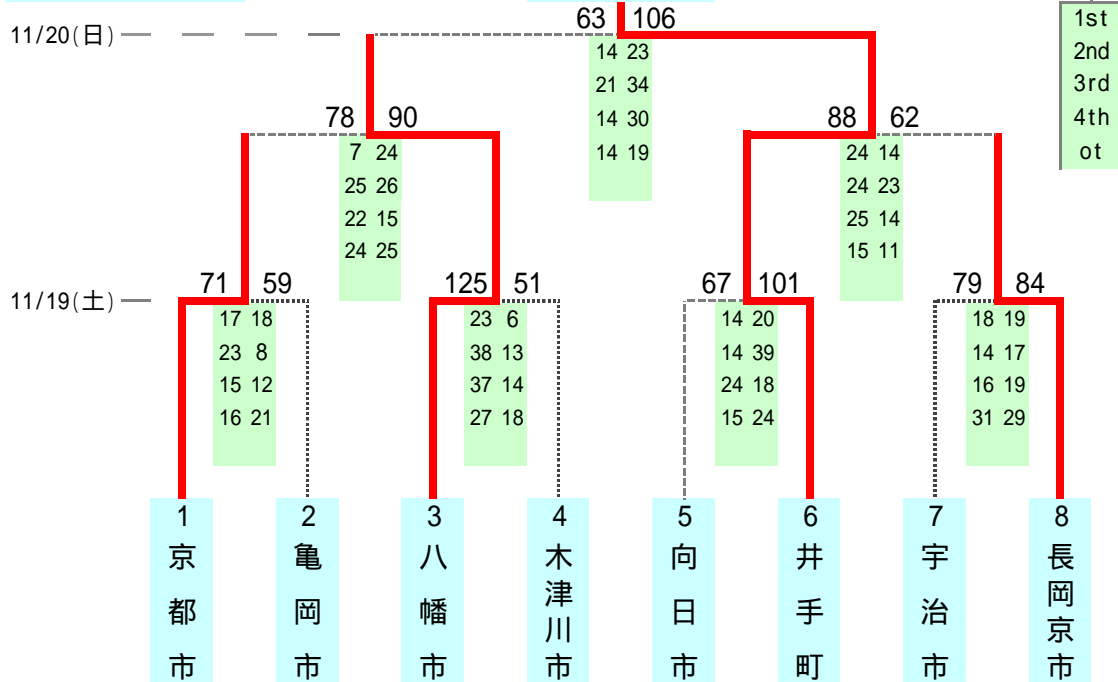 63 106
1st
11/20(日)
14 23
2nd
21 34
3rd
14 30
4th
14 19
ot
78 90
88 62
7 24
24 14
25 26
24 23
22 15
25 14
24 25
15 11
11/19(土)
71 59
125 51
67 101
79 84
17 18
23 6
14 20
18 19
23 8
38 13
14 39
14 17
15 12
37 14
24 18
16 19
16 21
27 18
15 24
31 29
1
京都市
2
亀岡市
3
八幡市
4
木津川市
5
向日市
6
井手町
7
宇治市
8
長岡京市